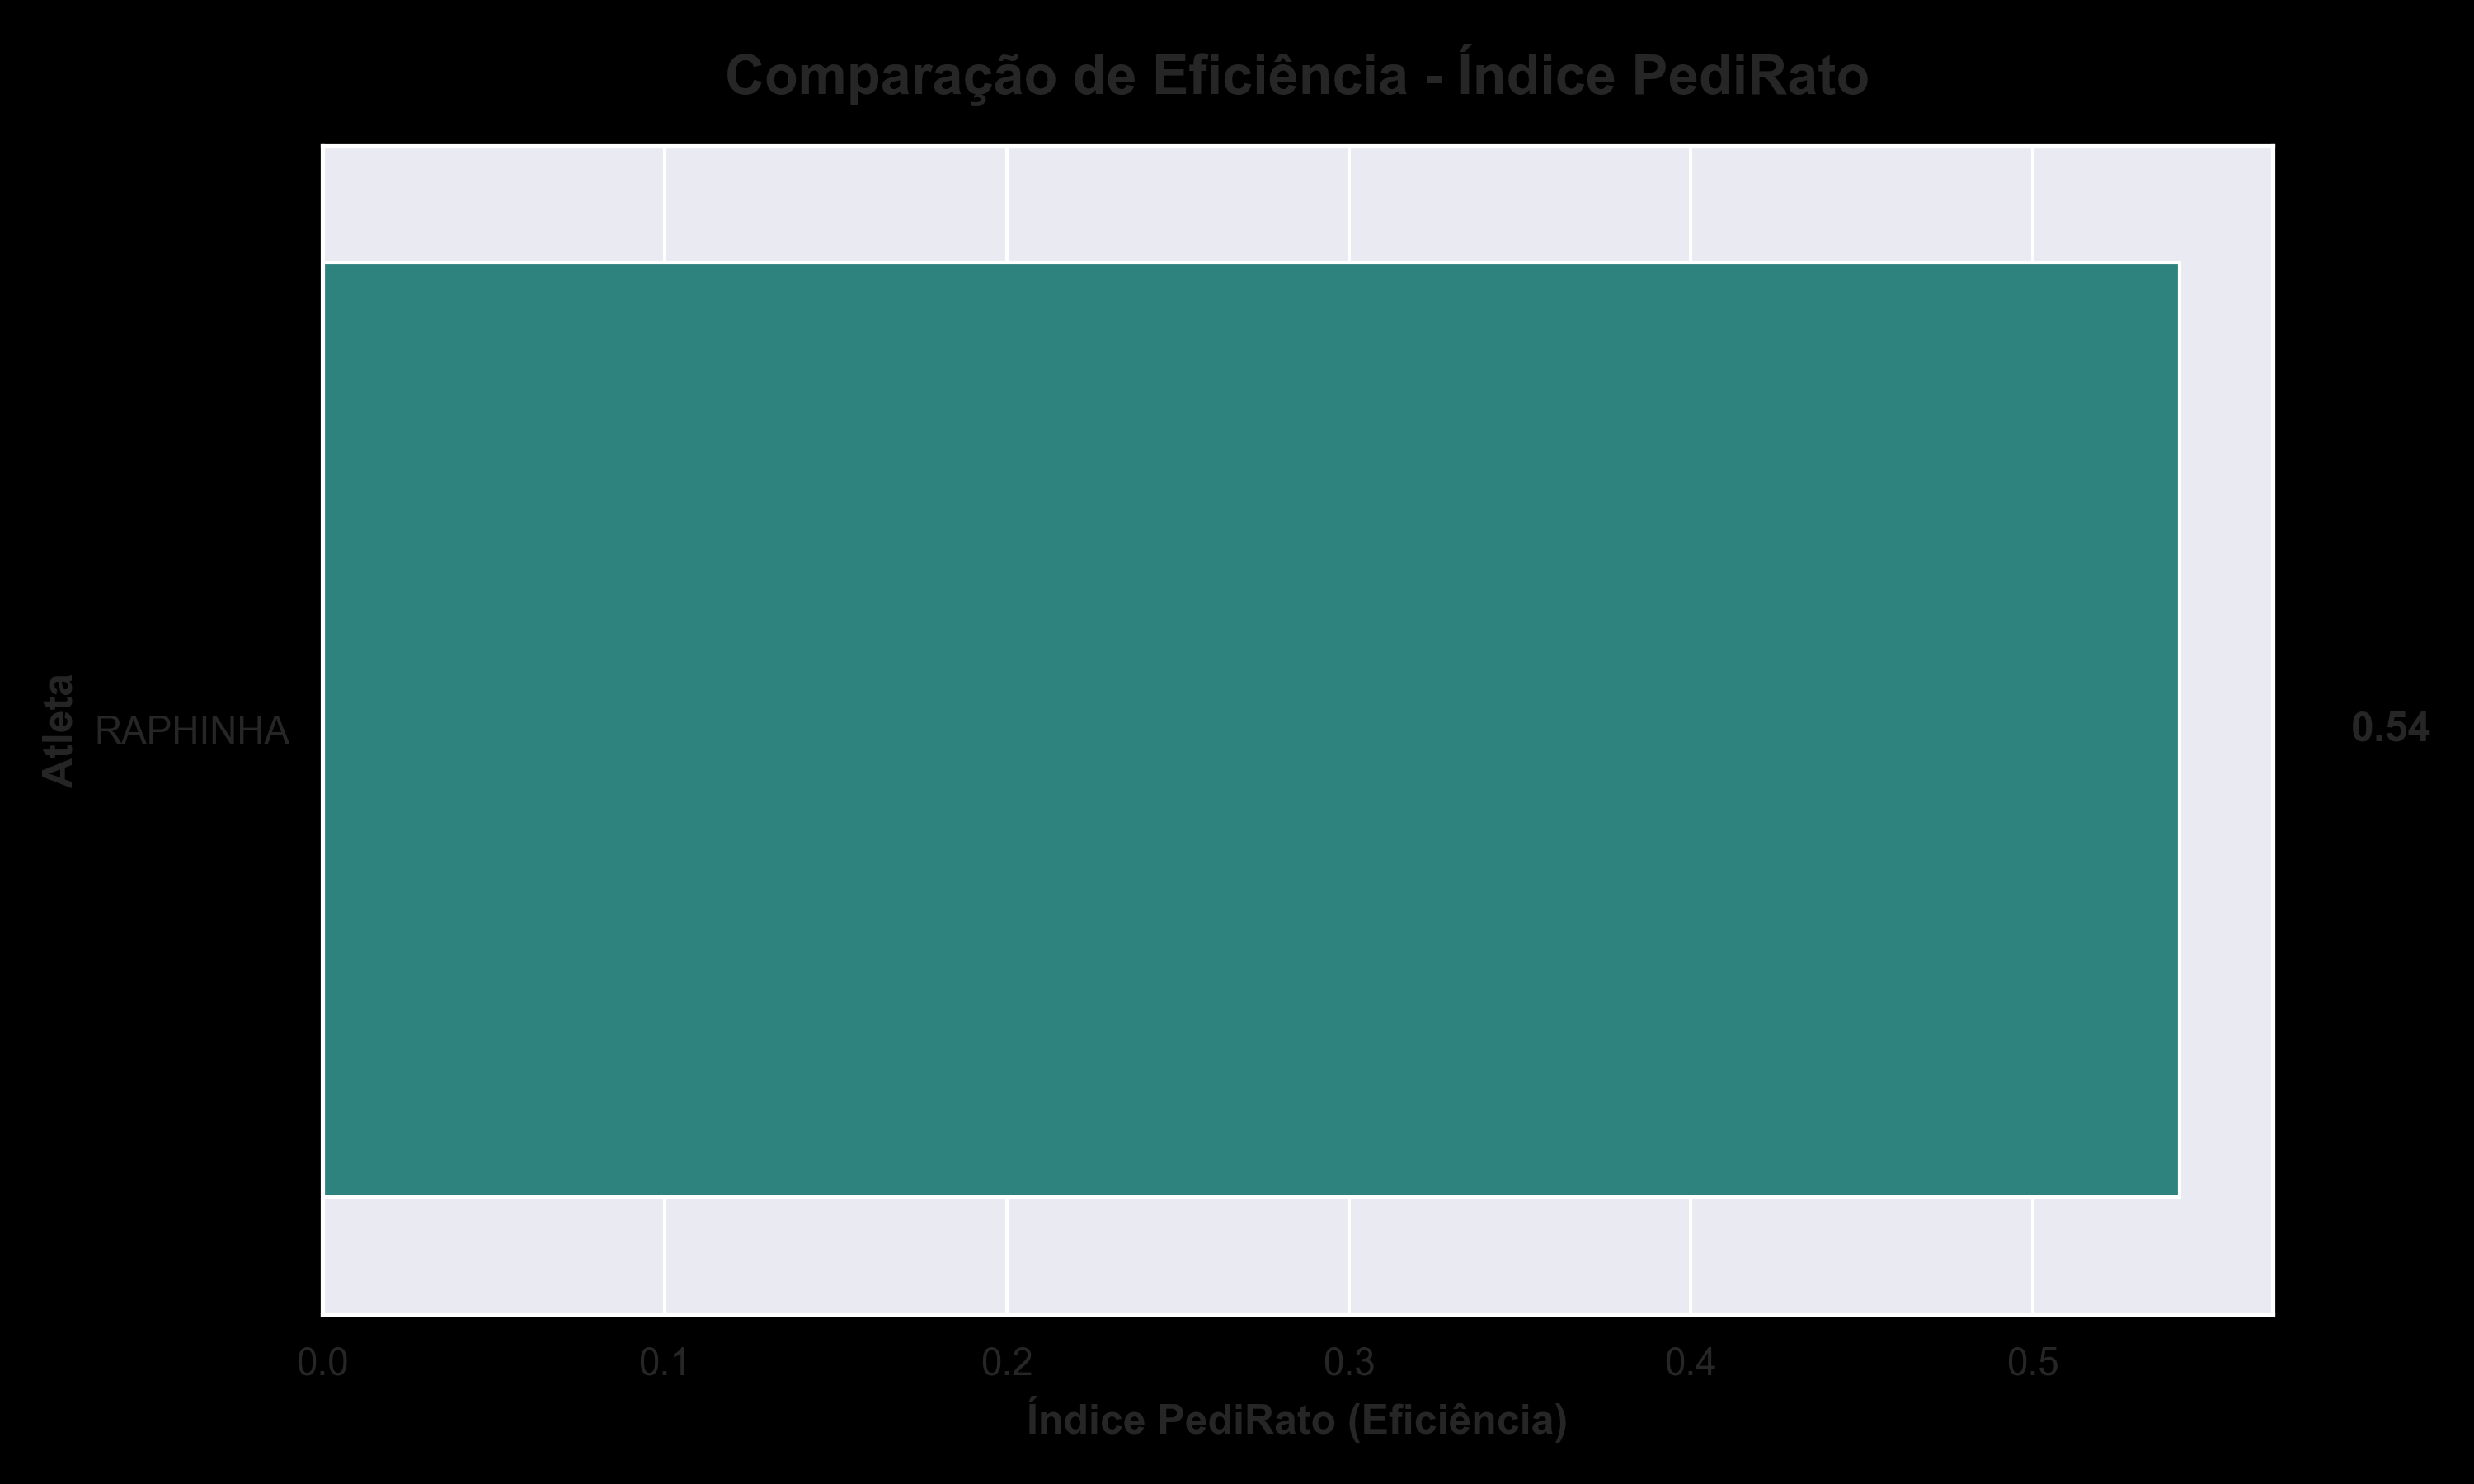 Comparação de Eficiência - Índice PediRato
Atleta
RAPHINHA
0.54
0.0 0.1 0.2 0.3 0.4 0.5
Índice PediRato (Eficiência)